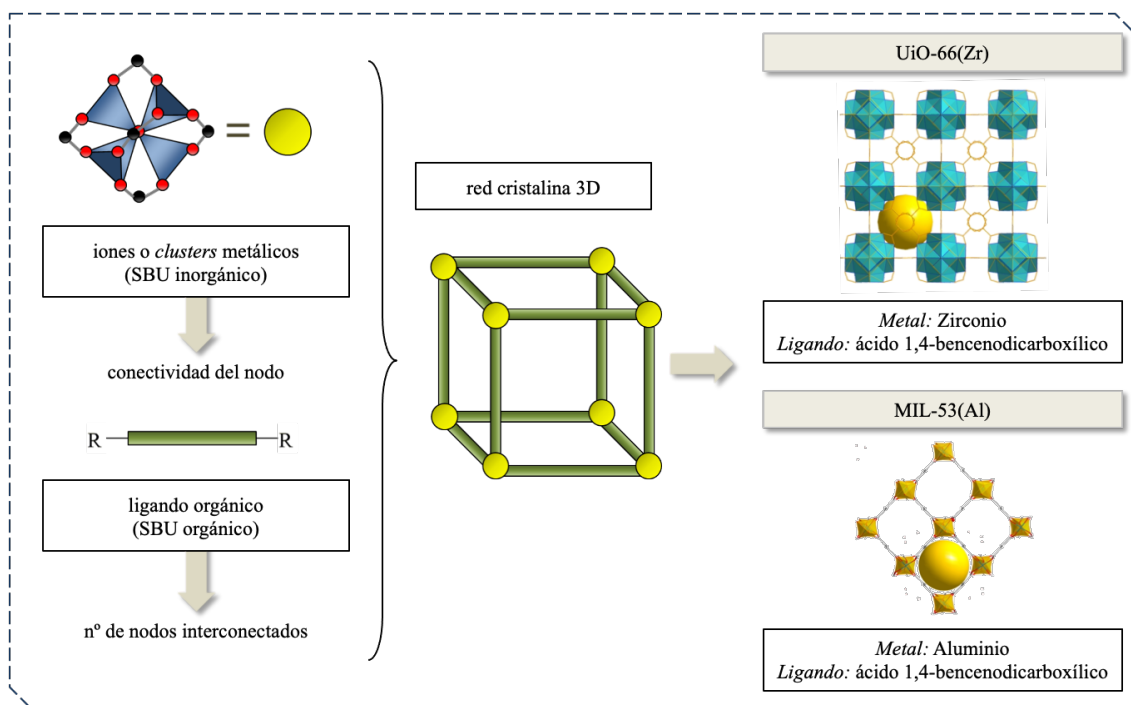 iones o clusters metálicos
(SBU inorgánico)
conectividad del nodo
R
R
ligando orgánico
(SBU orgánico)
nº de nodos interconectados
red cristalina 3D
UiO-66(Zr)
Metal: Zirconio
Ligando: ácido 1,4-bencenodicarboxílico
MIL-53(Al)
Metal: Aluminio
Ligando: ácido 1,4-bencenodicarboxílico